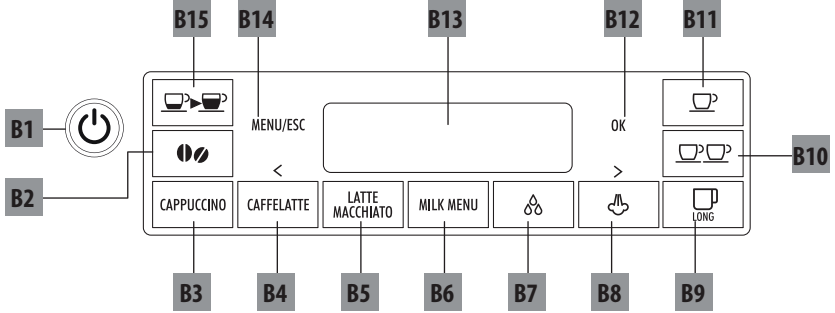 B15
B14
B13
B12
B11
B1
MENU/ESC
OK
B10
<
>
B2
CAPPUCCINO
CAFFELATTE
LATTE
MACCHIATO
MILK MENU
LONG
B3
B4
B5
B6
B7
B8
B9